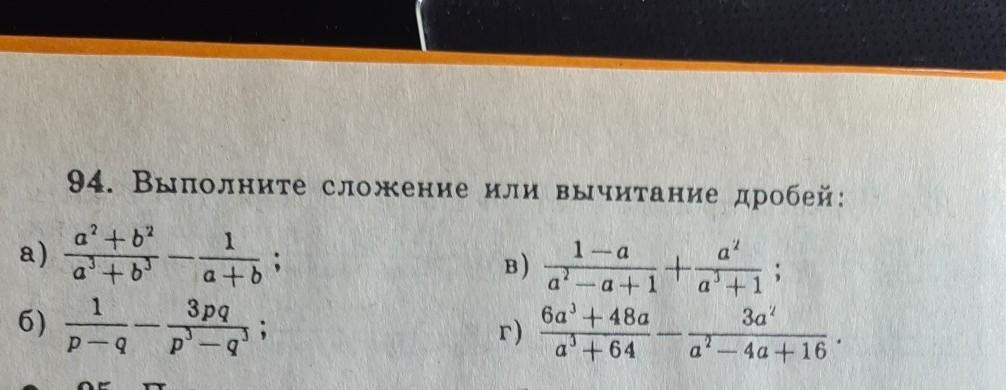 94. Выполните сложение или вычитание дробей:
а) (a² + b²)/(a³ + b³) − 1/(a + b); в) (1 − a)/(a² − a + 1) + a²/(a³ + 1);
б) 1/(p − q) − 3pq/(p³ − q³); г) (6a³ + 48a)/(a³ + 64) − 3a²/(a² − 4a + 16).